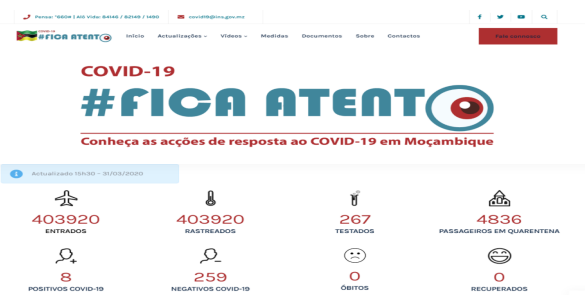 Pensa: *660# | Alô Vida: 84146 / 82149 / 1490 covid19@ins.gov.mz
#FICA ATENTO Início Actualizações Vídeos Medidas Documentos Sobre Contactos Fale connosco
COVID-19
#FICA ATENTO
Conheça as acções de resposta ao COVID-19 em Moçambique
Actualizado 15h30 - 31/03/2020
403920 403920 267 4836
ENTRADOS RASTREADOS TESTADOS PASSAGEIROS EM QUARENTENA
8 259 0 0
POSITIVOS COVID-19 NEGATIVOS COVID-19 ÓBITOS RECUPERADOS